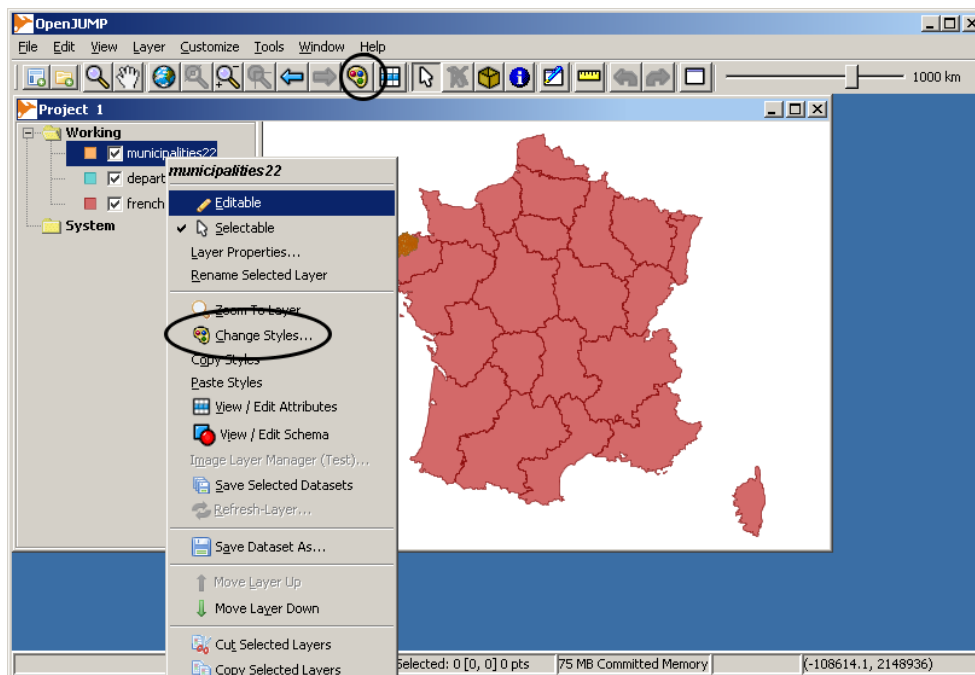 OpenJUMP
File Edit View Layer Customize Tools Window Help
1000 km
Project 1
Working
municipalities22
depart
french
System
municipalities22
Editable
Selectable
Layer Properties...
Rename Selected Layer
Zoom To Layer
Change Styles...
Copy Styles
Paste Styles
View / Edit Attributes
View / Edit Schema
Image Layer Manager (Test)...
Save Selected Datasets
Refresh-Layer...
Save Dataset As...
Move Layer Up
Move Layer Down
Cut Selected Layers
Copy Selected Layers
Selected: 0 [0, 0] 0 pts 75 MB Committed Memory (-108614.1, 2148936)